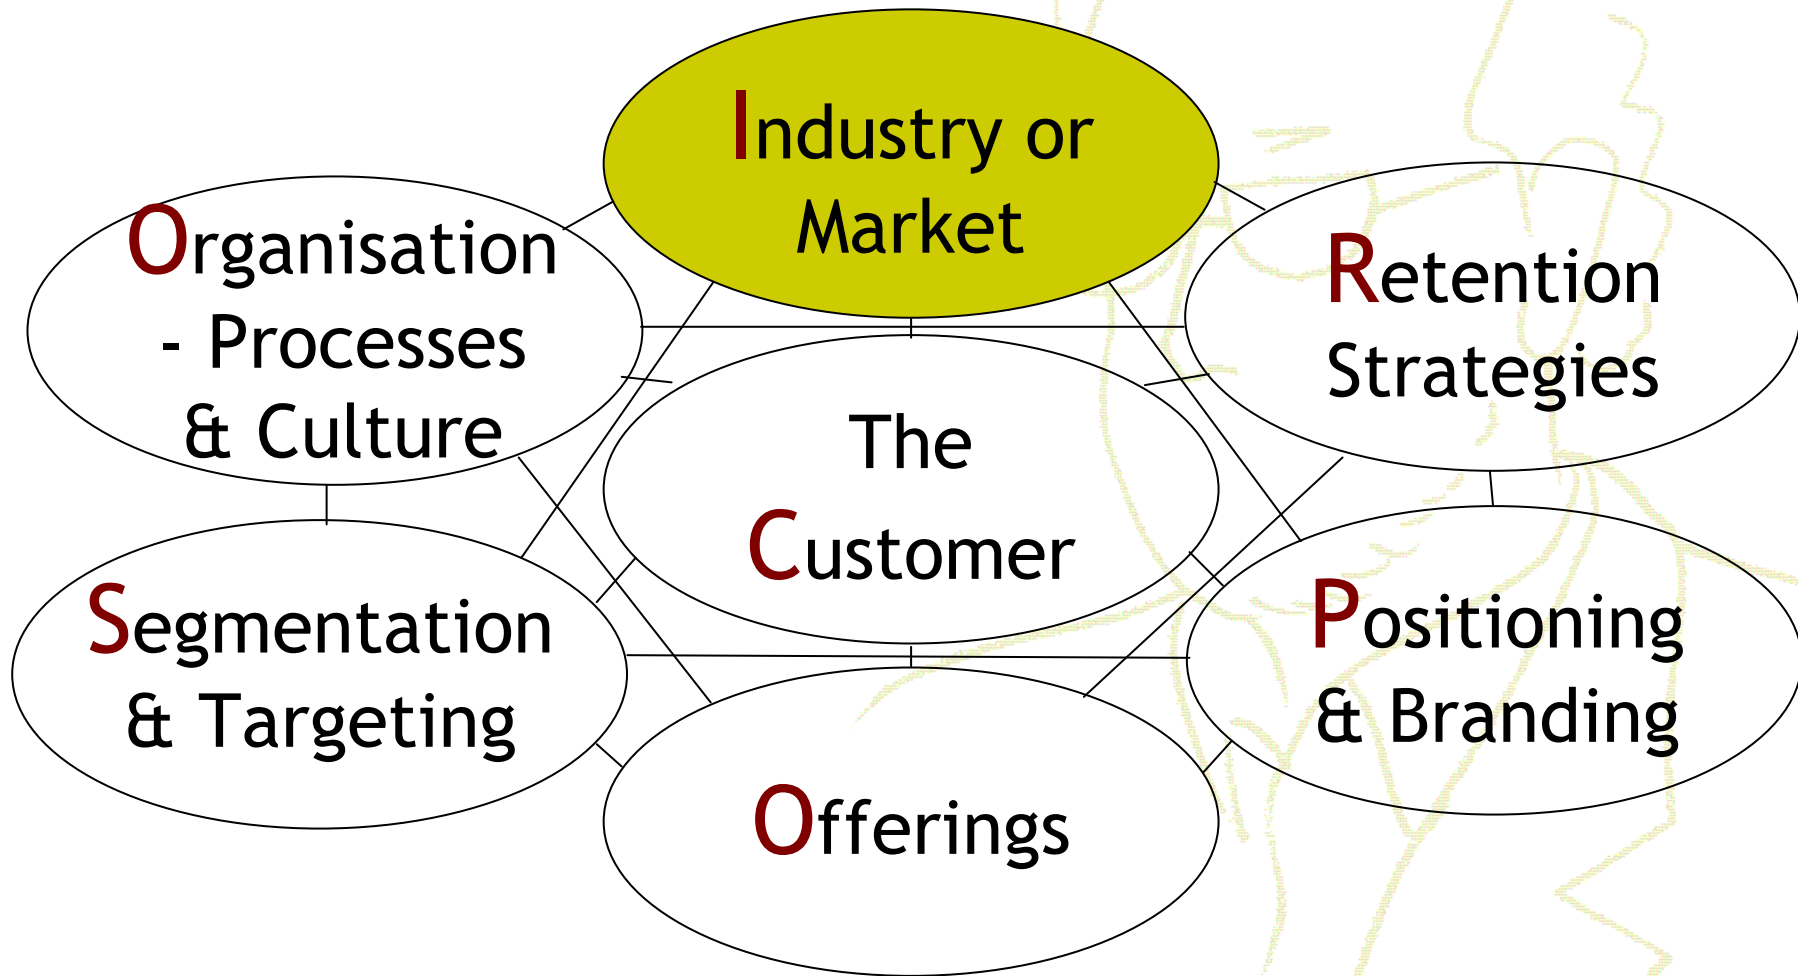 Industry or
Market
Organisation
- Processes
& Culture
Retention
Strategies
The
Customer
Segmentation
& Targeting
Positioning
& Branding
Offerings